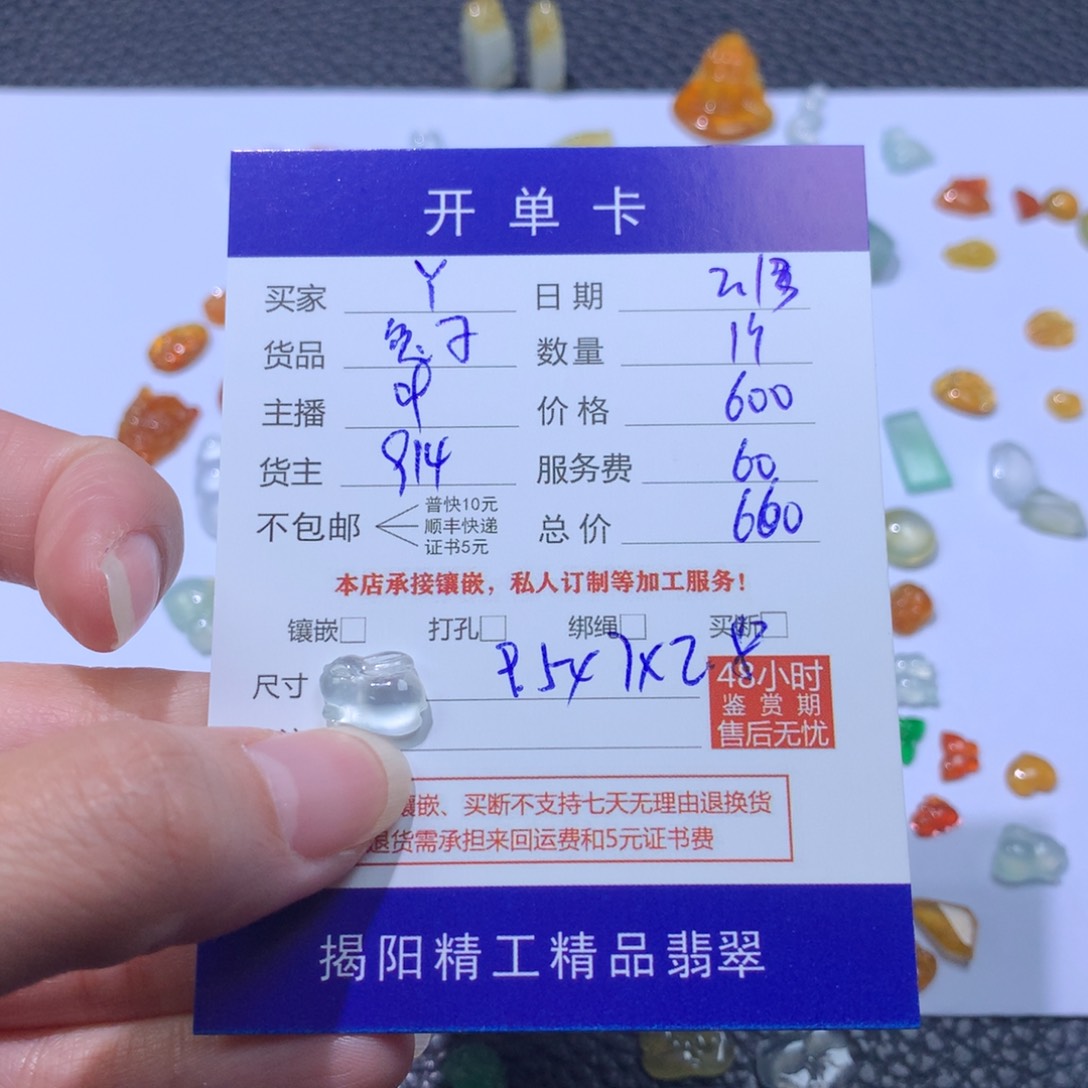 开单卡
买家 Y 日期
货品 兔子 数量 1件
主播 价格 600
货主 914 服务费 60
不包邮 普快10元 顺丰快递 证书5元 总价 660
本店承接镶嵌，私人订制等加工服务！
镶嵌 打孔 绑绳 买断
尺寸 9.5x7x2.8
48小时
鉴赏期
售后无忧
镶嵌、买断不支持七天无理由退换货
退货需承担来回运费和5元证书费
揭阳精工精品翡翠